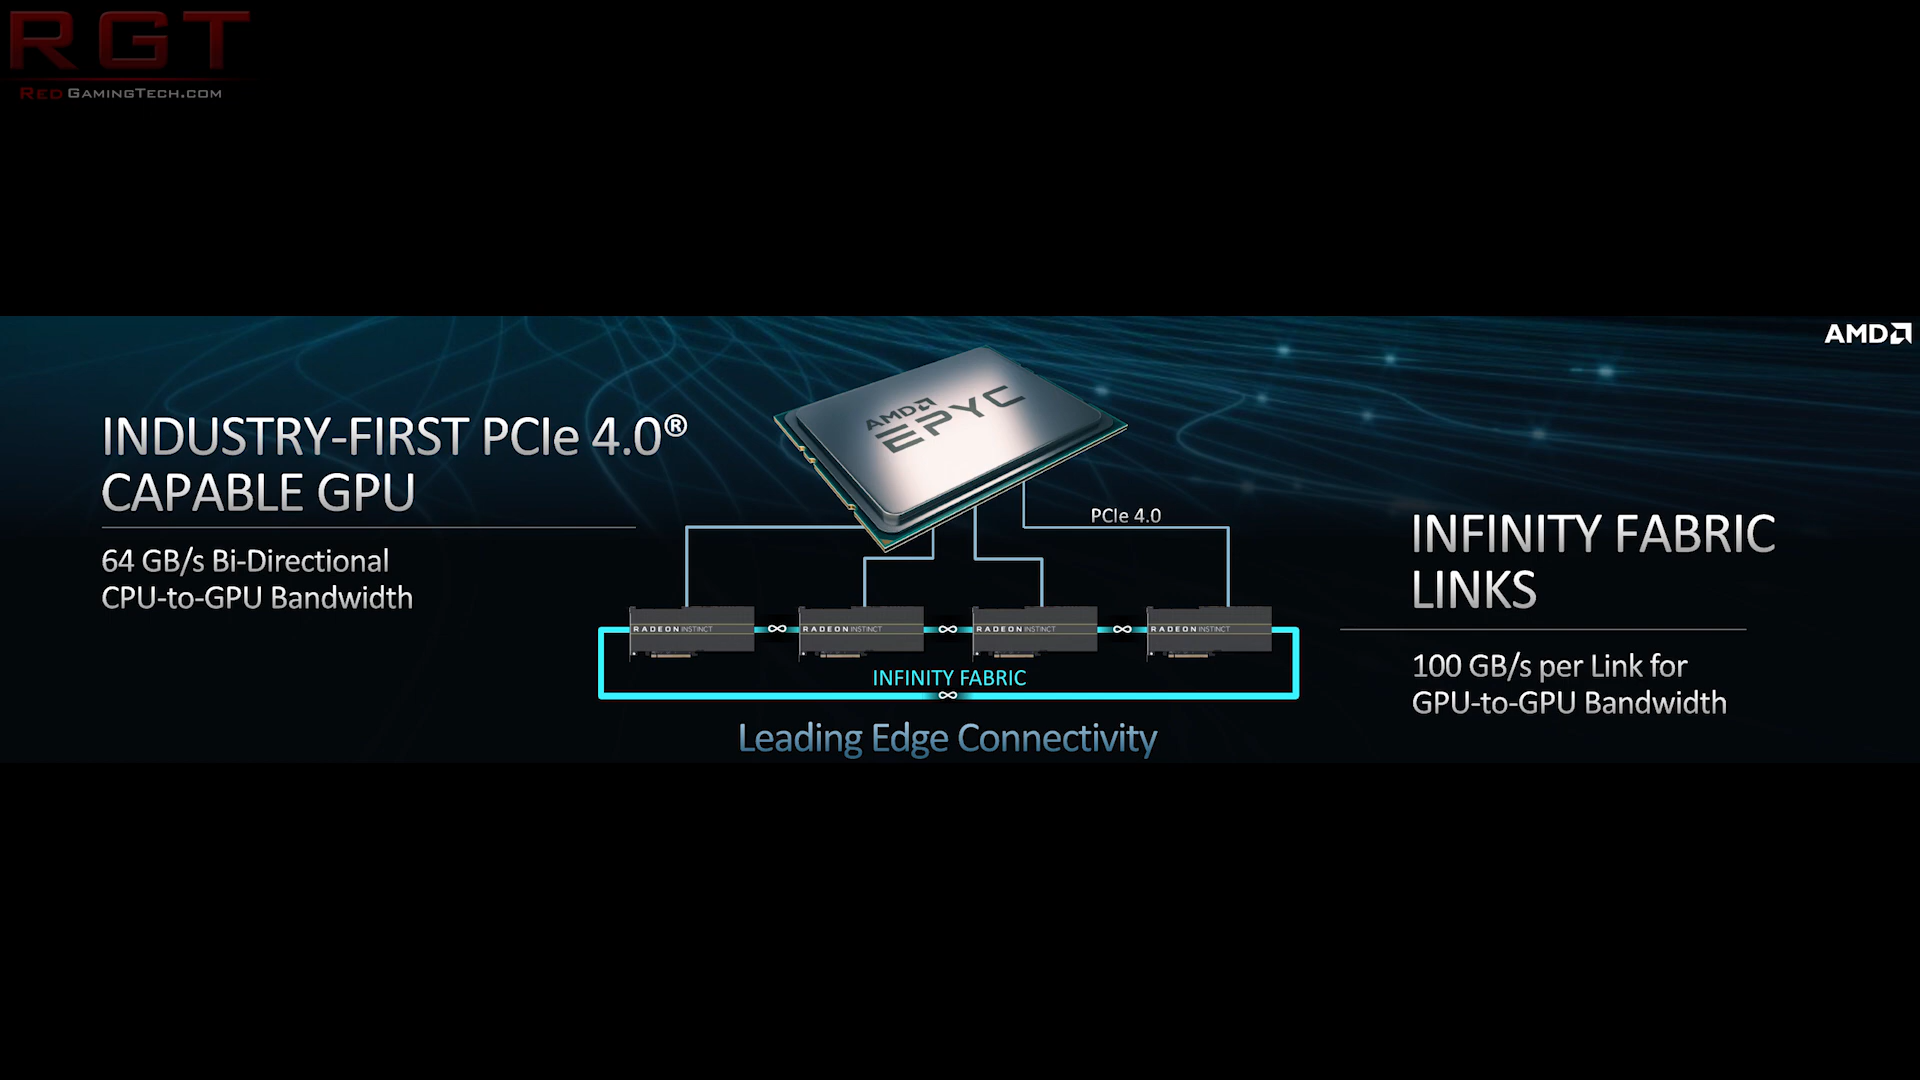 RGT
RedGamingTech.com
AMD
INDUSTRY-FIRST PCIe 4.0®
CAPABLE GPU
64 GB/s Bi-Directional
CPU-to-GPU Bandwidth
AMD
EPYC
PCIe 4.0
RADEON INSTINCT
RADEON INSTINCT
RADEON INSTINCT
RADEON INSTINCT
INFINITY FABRIC
Leading Edge Connectivity
INFINITY FABRIC
LINKS
100 GB/s per Link for
GPU-to-GPU Bandwidth